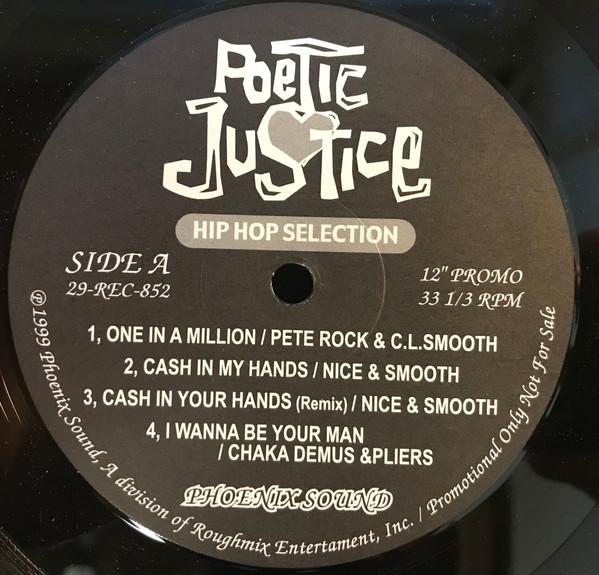 Poetic
Justice
HIP HOP SELECTION
SIDE A
29-REC-852
12" PROMO
33 1/3 RPM
1, ONE IN A MILLION / PETE ROCK & C.L.SMOOTH
2, CASH IN MY HANDS / NICE & SMOOTH
3, CASH IN YOUR HANDS (Remix) / NICE & SMOOTH
4, I WANNA BE YOUR MAN
/ CHAKA DEMUS &PLIERS
PHOENIX SOUND
℗ 1999 Phoenix Sound, A division of Roughmix Entertament, Inc. / Promotional Only Not For Sale